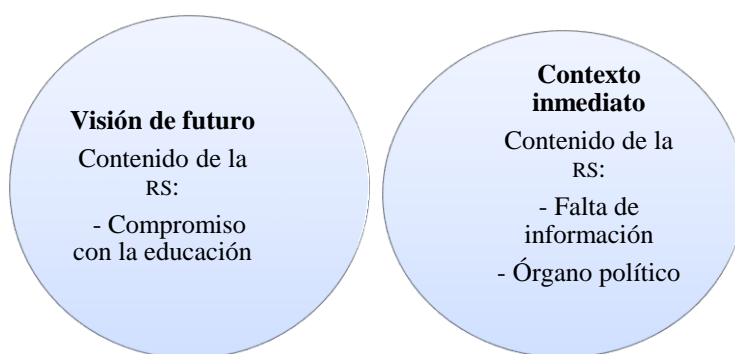 Visión de futuro
Contenido de la
RS:
- Compromiso
con la educación
Contexto
inmediato
Contenido de la
RS:
- Falta de
información
- Órgano político